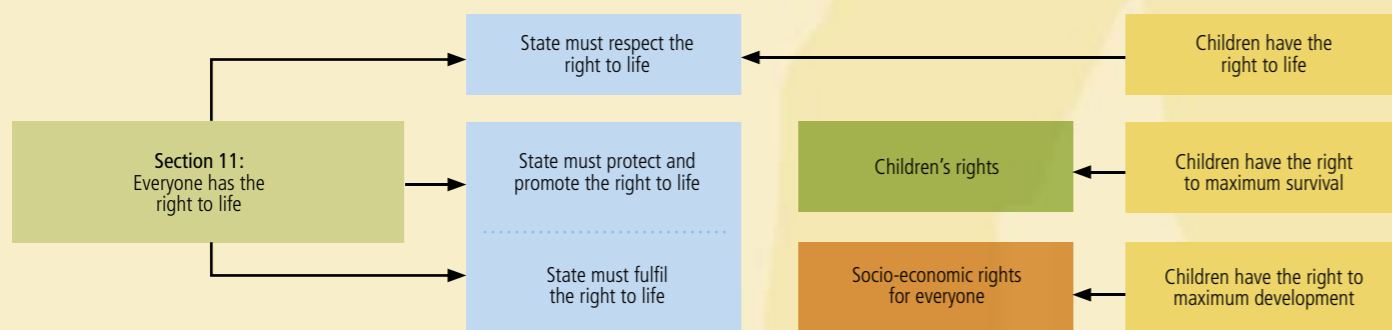 State must respect the
right to life
Children have the
right to life
Section 11:
Everyone has the
right to life
State must protect and
promote the right to life
Children's rights
Children have the right
to maximum survival
State must fulfil
the right to life
Socio-economic rights
for everyone
Children have the right to
maximum development